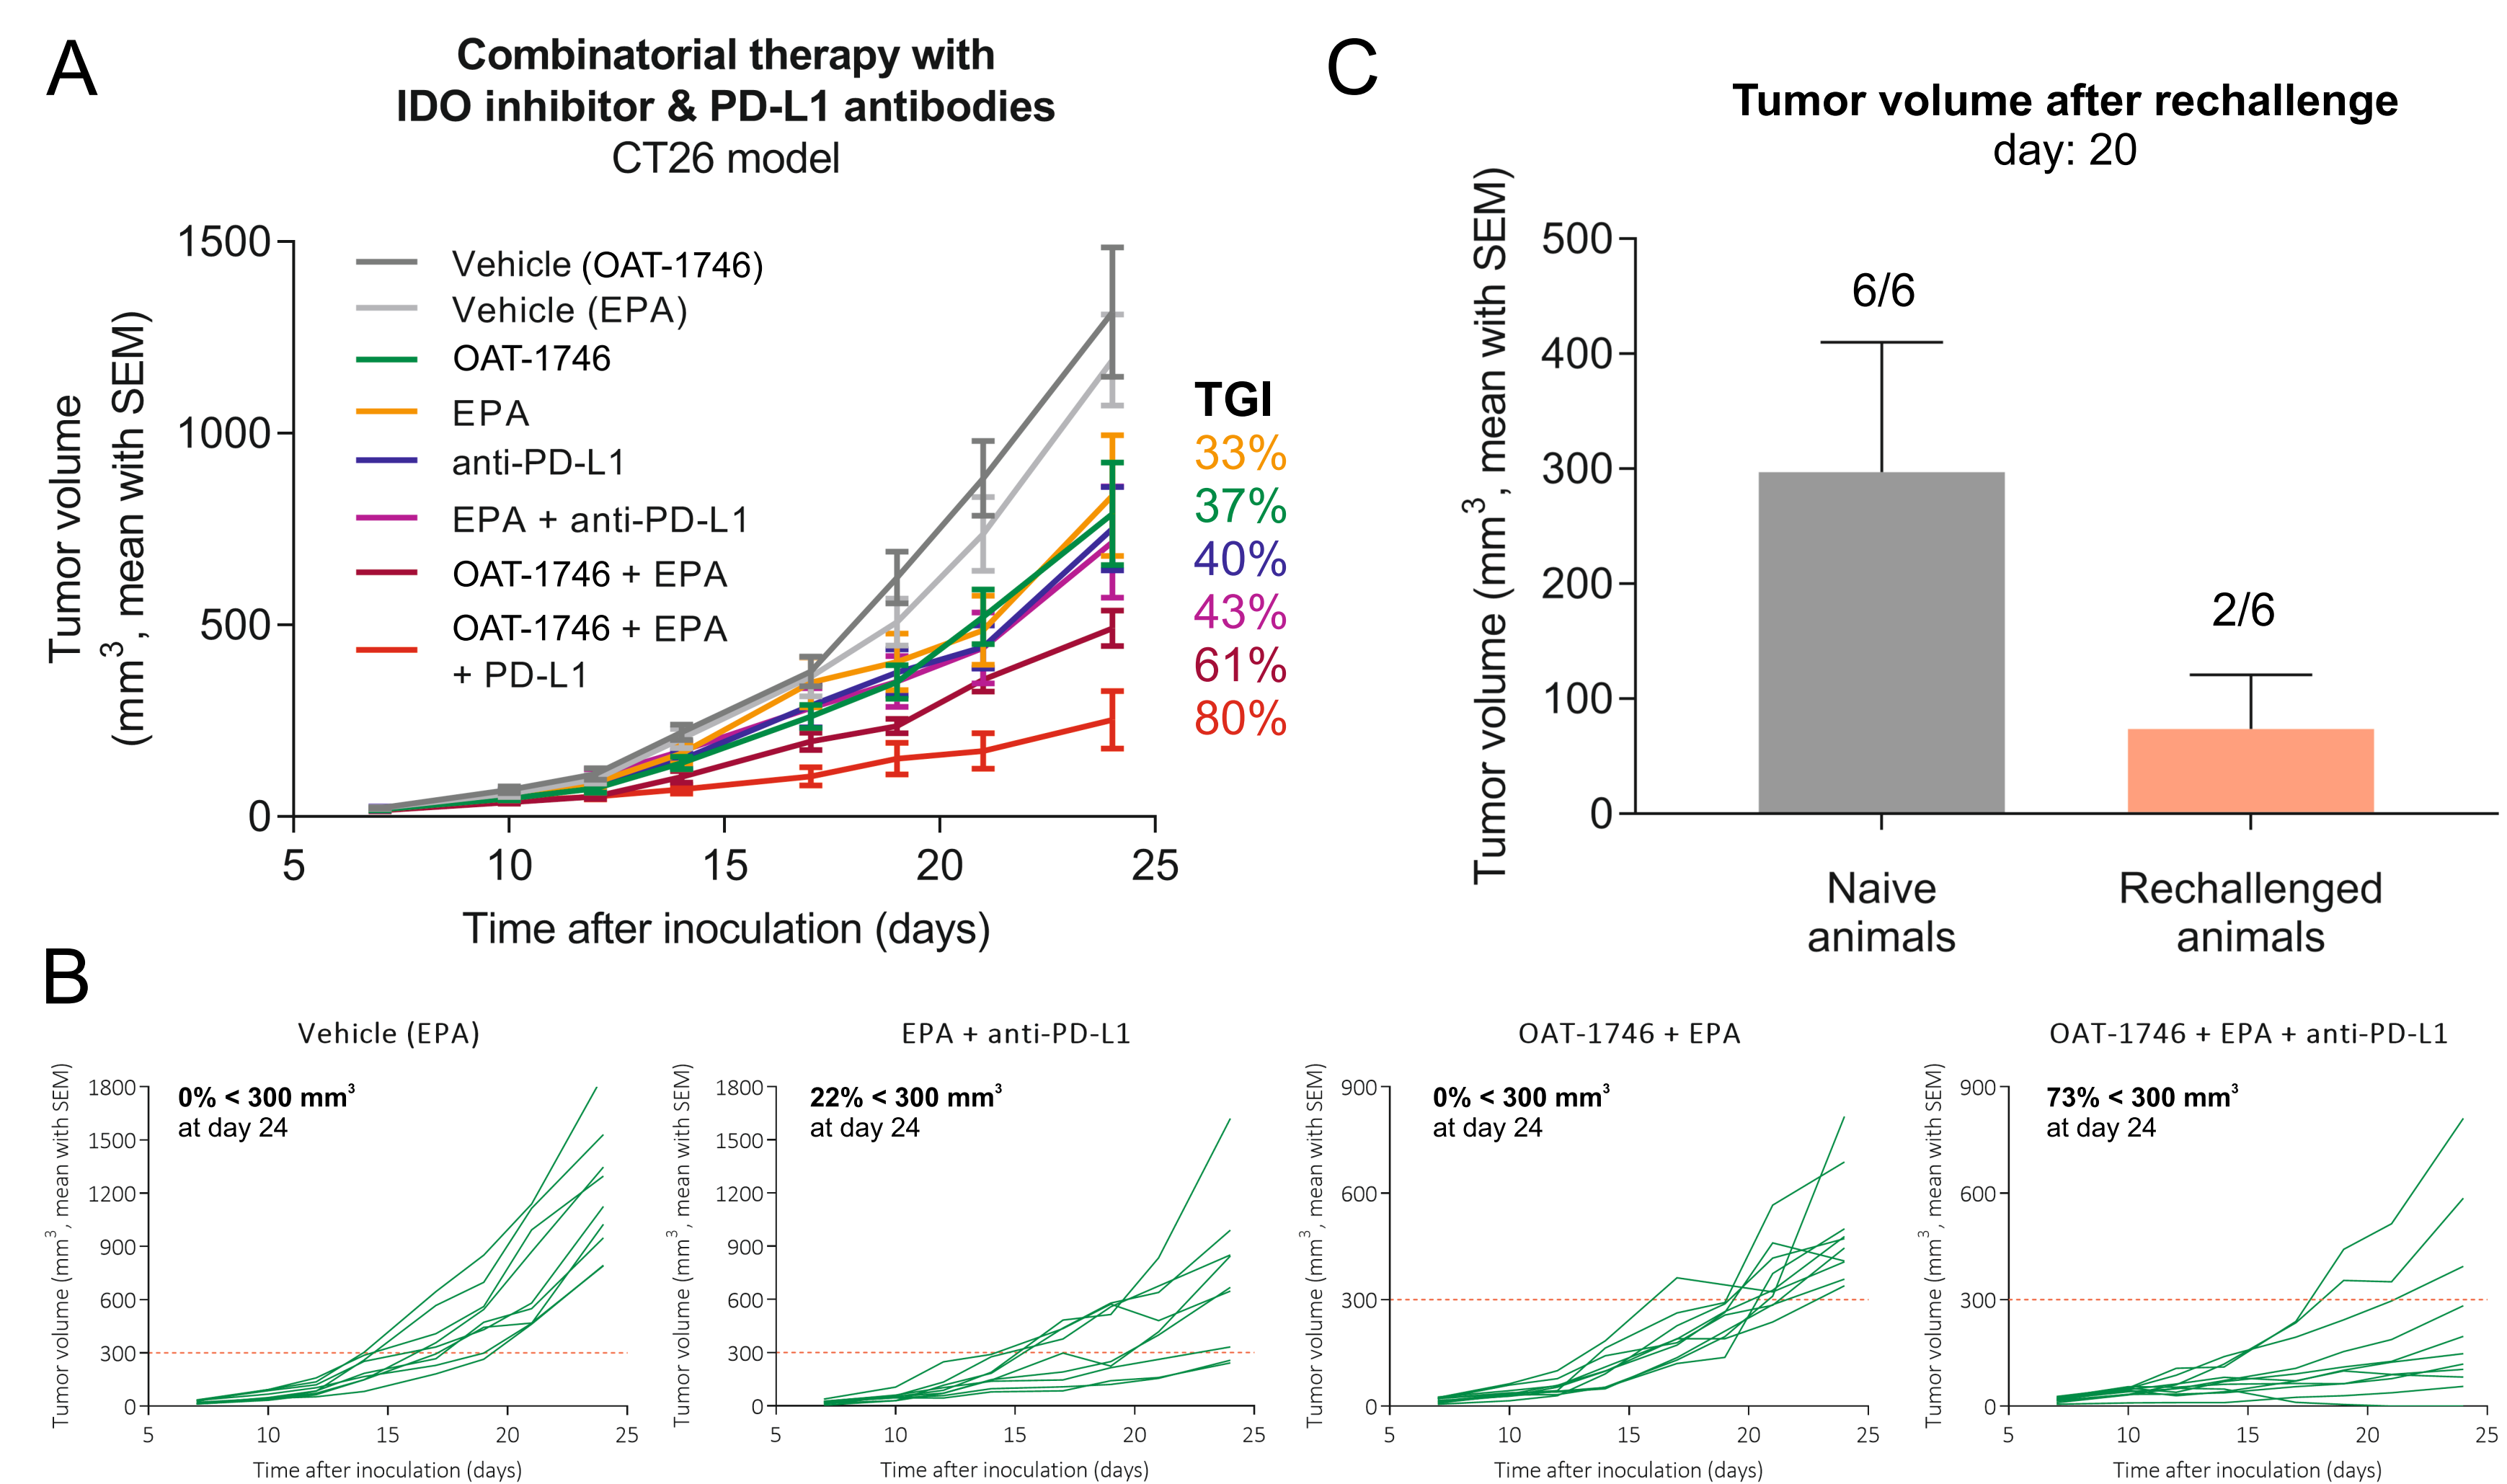 A
Combinatorial therapy with
IDO inhibitor & PD-L1 antibodies
CT26 model
Tumor volume
(mm³, mean with SEM)
1500
1000
500
0
Vehicle (OAT-1746)
Vehicle (EPA)
OAT-1746
EPA
anti-PD-L1
EPA + anti-PD-L1
OAT-1746 + EPA
OAT-1746 + EPA
+ PD-L1
TGI
33%
37%
40%
43%
61%
80%
5 10 15 20 25
Time after inoculation (days)
C
Tumor volume after rechallenge
day: 20
Tumor volume (mm³, mean with SEM)
500
400
300
200
100
0
6/6
2/6
Naive
animals
Rechallenged
animals
B
Vehicle (EPA)
Tumor volume (mm³, mean with SEM)
1800
1500
1200
900
600
300
0
0% < 300 mm³
at day 24
5 10 15 20 25
Time after inoculation (days)
EPA + anti-PD-L1
Tumor volume (mm³, mean with SEM)
1800
1500
1200
900
600
300
0
22% < 300 mm³
at day 24
5 10 15 20 25
Time after inoculation (days)
OAT-1746 + EPA
Tumor volume (mm³, mean with SEM)
900
600
300
0
0% < 300 mm³
at day 24
5 10 15 20 25
Time after inoculation (days)
OAT-1746 + EPA + anti-PD-L1
Tumor volume (mm³, mean with SEM)
900
600
300
0
73% < 300 mm³
at day 24
5 10 15 20 25
Time after inoculation (days)